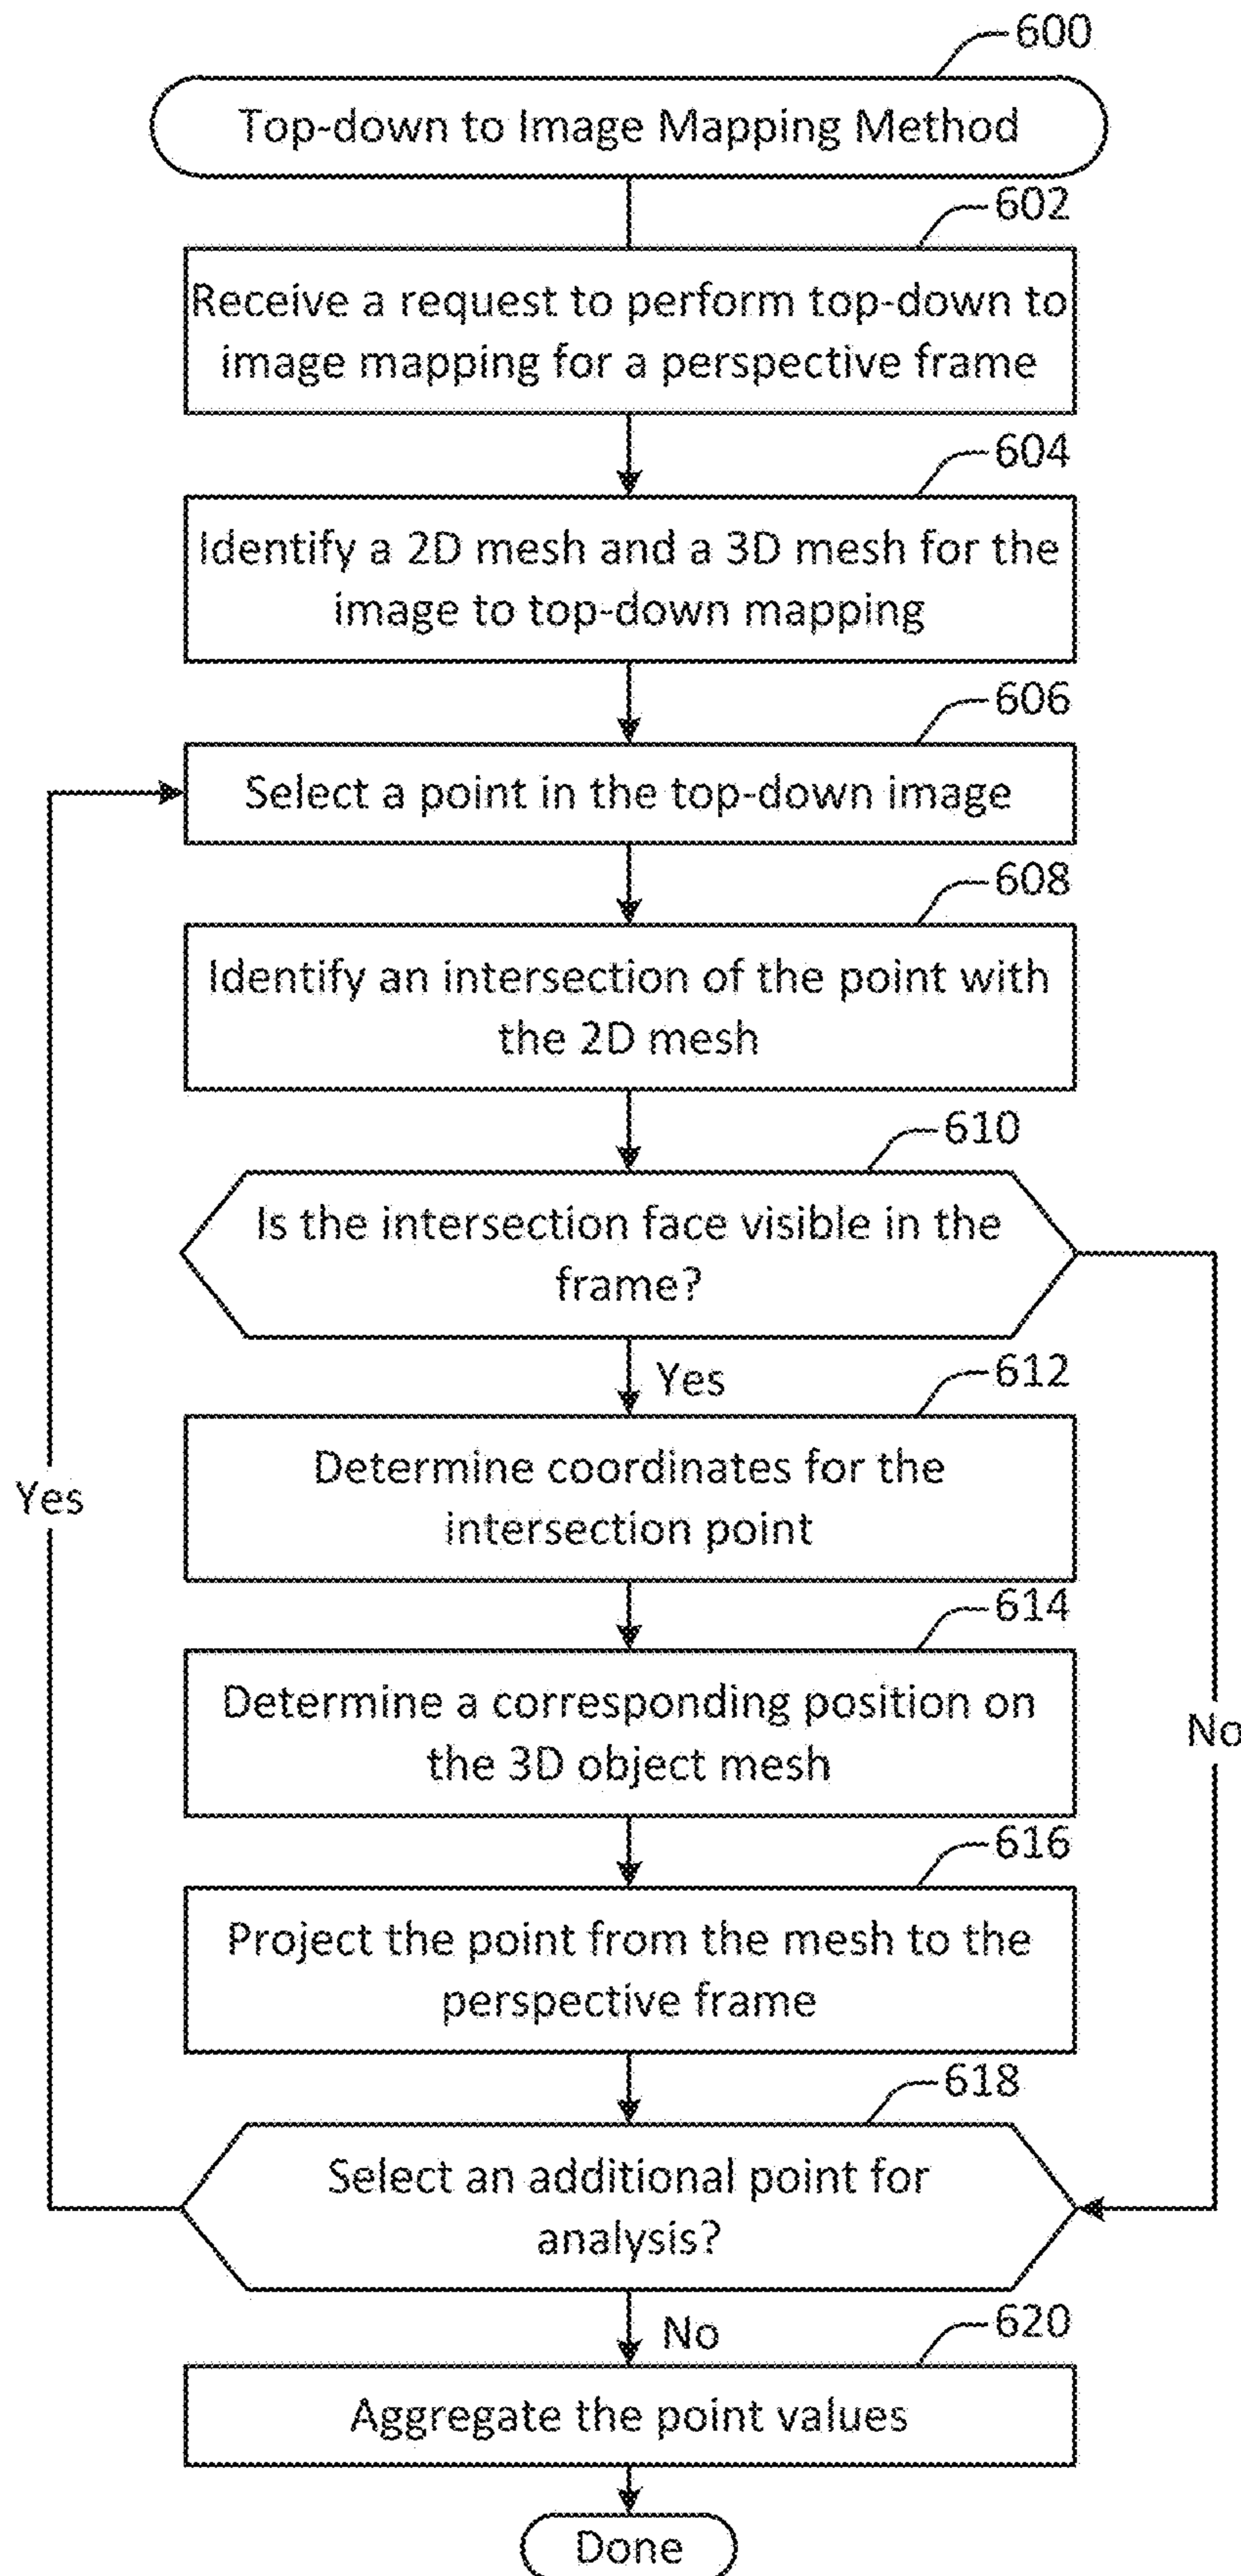 600
Top-down to Image Mapping Method
602
Receive a request to perform top-down to
image mapping for a perspective frame
604
Identify a 2D mesh and a 3D mesh for the
image to top-down mapping
606
Select a point in the top-down image
608
Identify an intersection of the point with
the 2D mesh
610
Is the intersection face visible in the
frame?
Yes
612
Determine coordinates for the
intersection point
Yes
614
Determine a corresponding position on
the 3D object mesh
No
616
Project the point from the mesh to the
perspective frame
618
Select an additional point for
analysis?
No
620
Aggregate the point values
Done